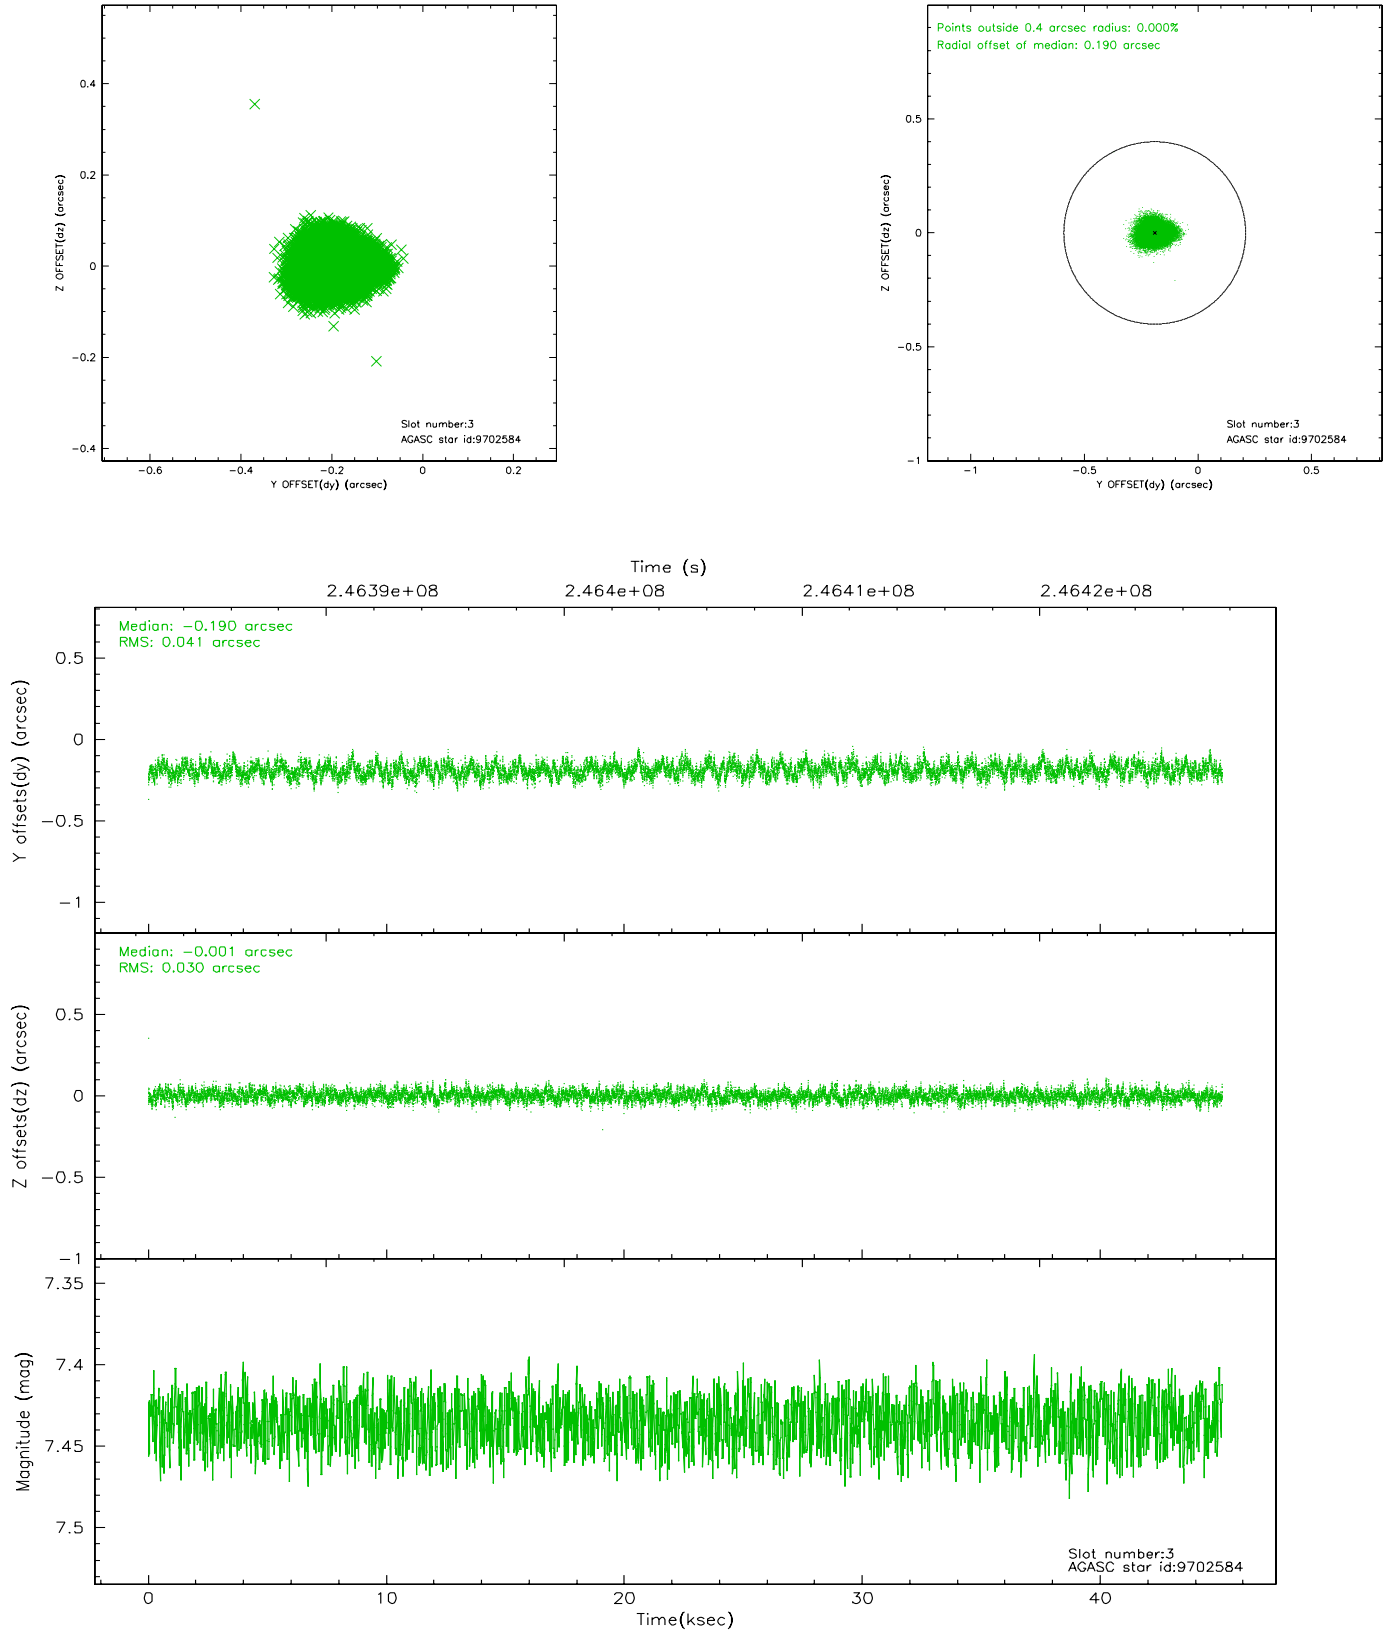 0.4
0.2
0
−0.2
−0.4
Z OFFSET(dz) (arcsec)
−0.6
−0.4
−0.2
0
0.2
Y OFFSET(dy) (arcsec)
Slot number:3
AGASC star id:9702584
Points outside 0.4 arcsec radius: 0.000%
Radial offset of median: 0.190 arcsec
0.5
0
−0.5
−1
Z OFFSET(dz) (arcsec)
−1
−0.5
0
0.5
Y OFFSET(dy) (arcsec)
Slot number:3
AGASC star id:9702584
Time (s)
2.4639e+08
2.464e+08
2.4641e+08
2.4642e+08
Median: −0.190 arcsec
RMS: 0.041 arcsec
0.5
0
−0.5
−1
Y offsets(dy) (arcsec)
Median: −0.001 arcsec
RMS: 0.030 arcsec
0.5
0
−0.5
−1
Z offsets(dz) (arcsec)
7.35
7.4
7.45
7.5
Magnitude (mag)
Slot number:3
AGASC star id:9702584
0
10
20
30
40
Time(ksec)